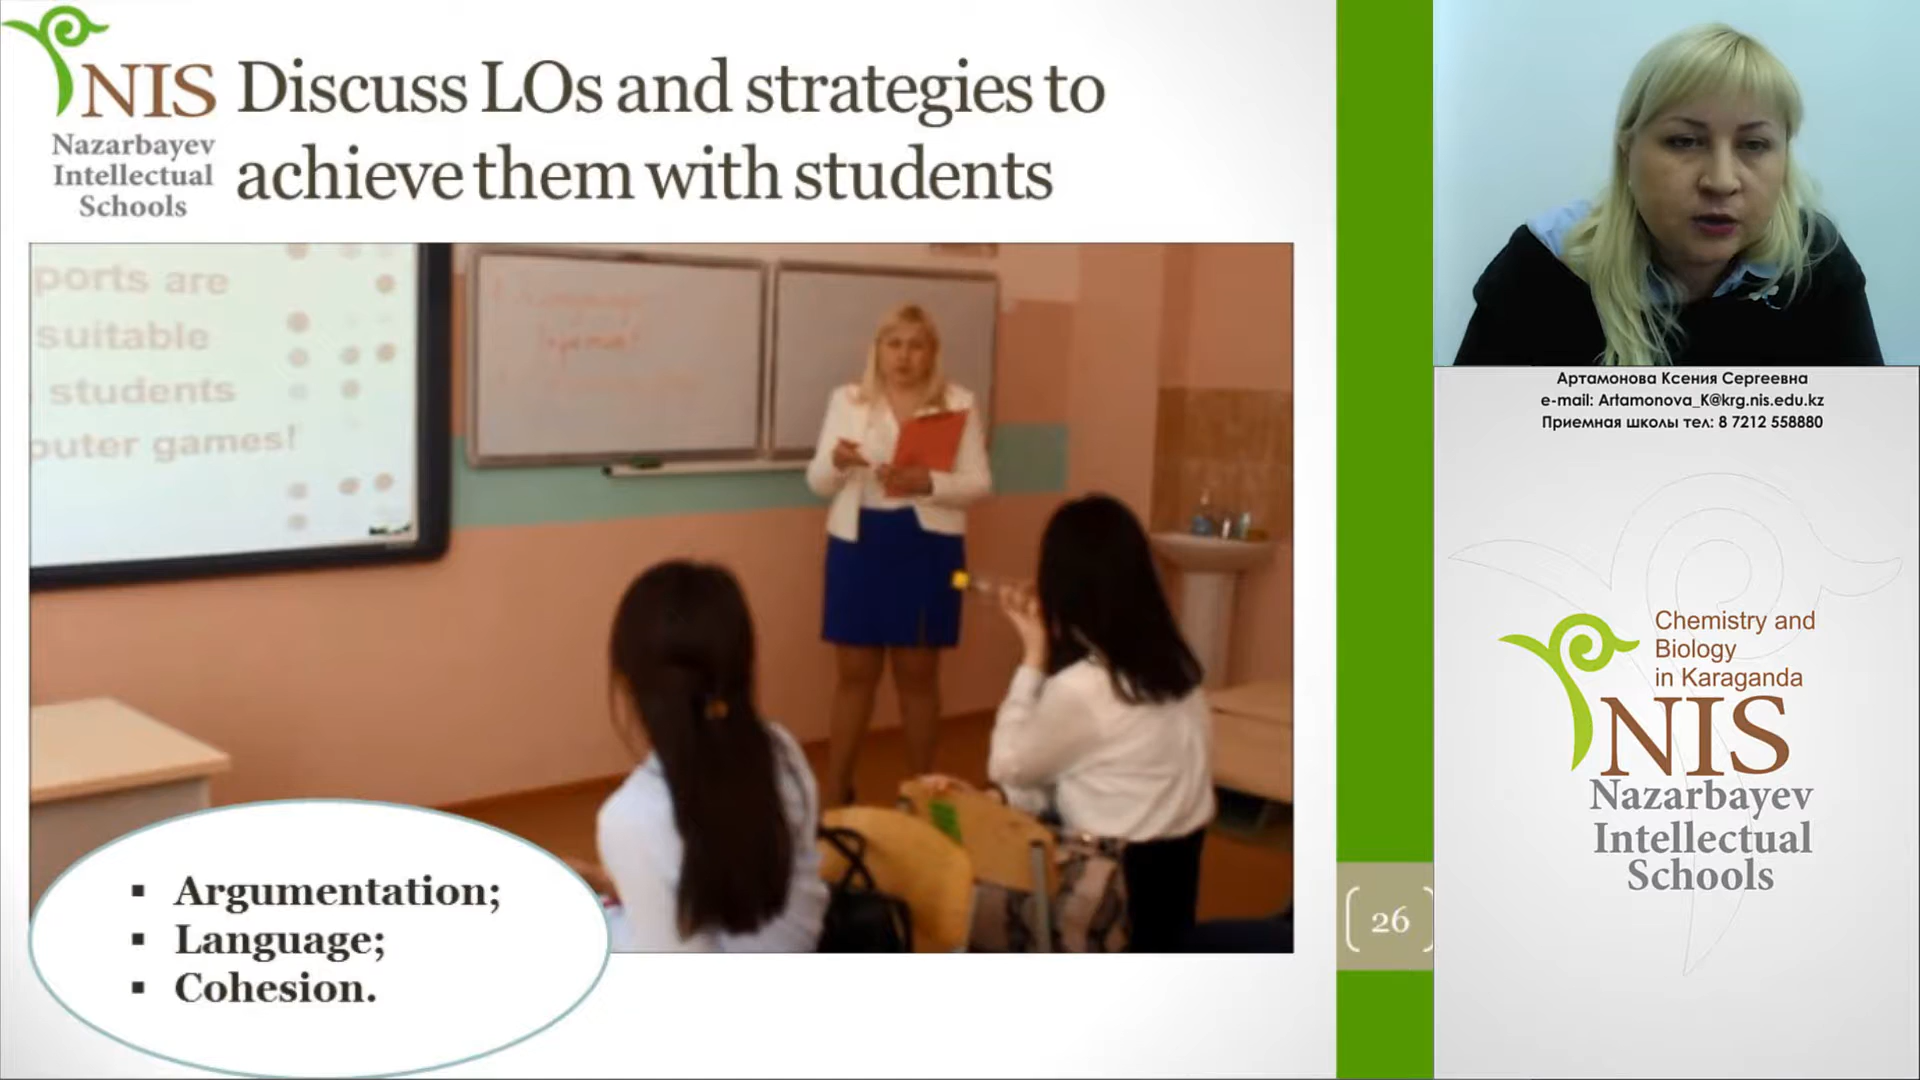 NIS
Nazarbayev
Intellectual
Schools
Discuss LOs and strategies to
achieve them with students
ports are
suitable
students
outer games!
▪ Argumentation;
▪ Language;
▪ Cohesion.
26
Артамонова Ксения Сергеевна
e-mail: Artamonova_K@krg.nis.edu.kz
Приемная школы тел: 8 7212 558880
Chemistry and
Biology
in Karaganda
NIS
Nazarbayev
Intellectual
Schools